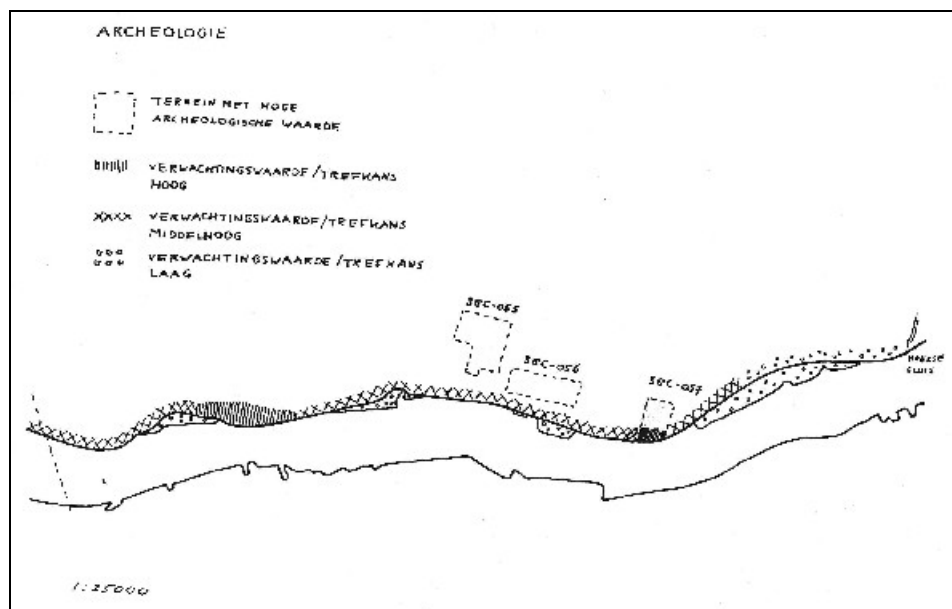 ARCHEOLOGIE
TERREIN MET HOGE
ARCHEOLOGISCHE WAARDE
VERWACHTINGSWAARDE/TREFKANS
HOOG
VERWACHTINGSWAARDE/TREFKANS
MIDDELHOOG
VERWACHTINGSWAARDE/TREFKANS
LAAG
38C-055
38C-056
38C-057
SLUIS
1:25000